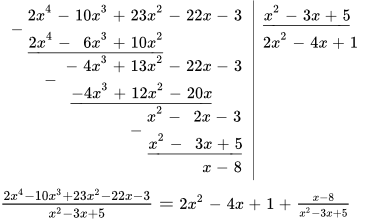 2x⁴ − 10x³ + 23x² − 22x − 3 | x² − 3x + 5
−
2x⁴ − 6x³ + 10x² | 2x² − 4x + 1
− 4x³ + 13x² − 22x − 3
−
−4x³ + 12x² − 20x
x² − 2x − 3
−
x² − 3x + 5
x − 8
(2x⁴−10x³+23x²−22x−3)/(x²−3x+5) = 2x² − 4x + 1 + (x−8)/(x²−3x+5)